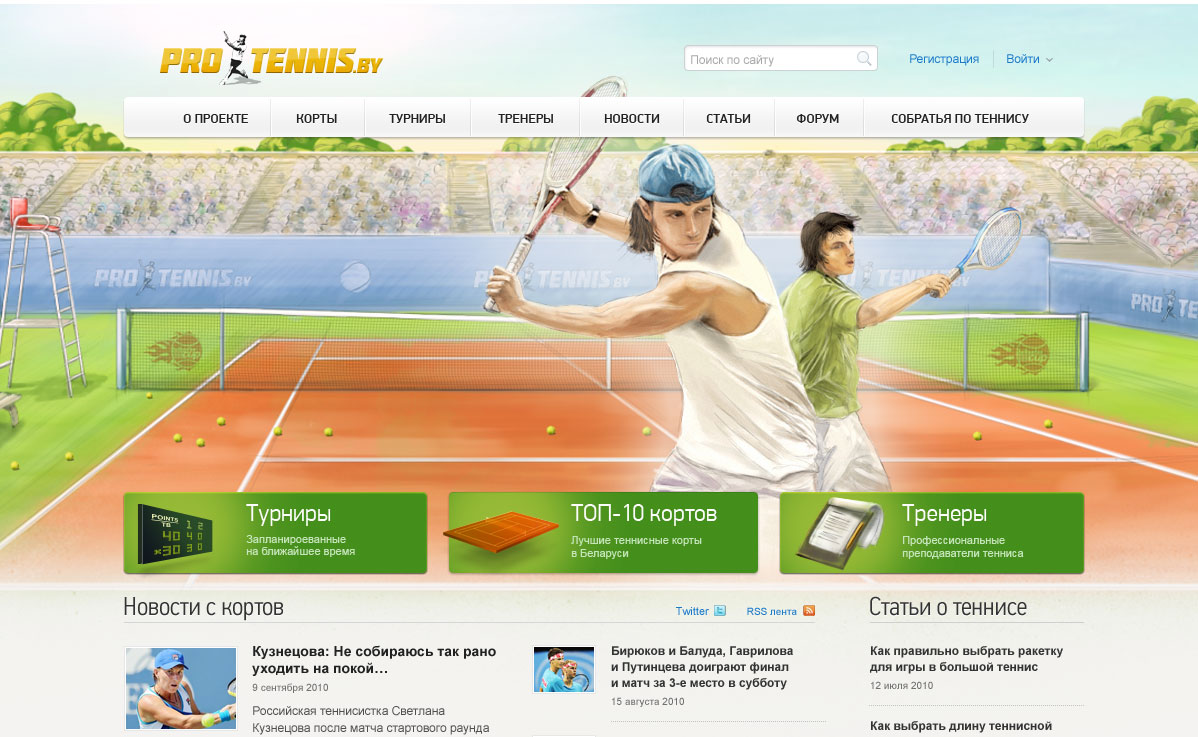 PRO TENNIS.BY
Поиск по сайту
Регистрация
Войти
О ПРОЕКТЕ
КОРТЫ
ТУРНИРЫ
ТРЕНЕРЫ
НОВОСТИ
СТАТЬИ
ФОРУМ
СОБРАТЬЯ ПО ТЕННИСУ
PRO TENNIS.BY
PRO TENNIS.BY
PRO TE
POINTS 1 2
TB 4 0
40 3 0
30
Турниры
Запланироеванные
на ближайшее время
ТОП-10 кортов
Лучшие теннисные корты
в Беларуси
Тренеры
Профессиональные
преподаватели тенниса
Новости с кортов
Twitter
RSS лента
Статьи о теннисе
Кузнецова: Не собираюсь так рано
уходить на покой…
9 сентября 2010
Российская теннисистка Светлана
Кузнецова после матча стартового раунда
Бирюков и Балуда, Гаврилова
и Путинцева доиграют финал
и матч за 3-е место в субботу
15 августа 2010
Как правильно выбрать ракетку
для игры в большой теннис
12 июля 2010
Как выбрать длину теннисной